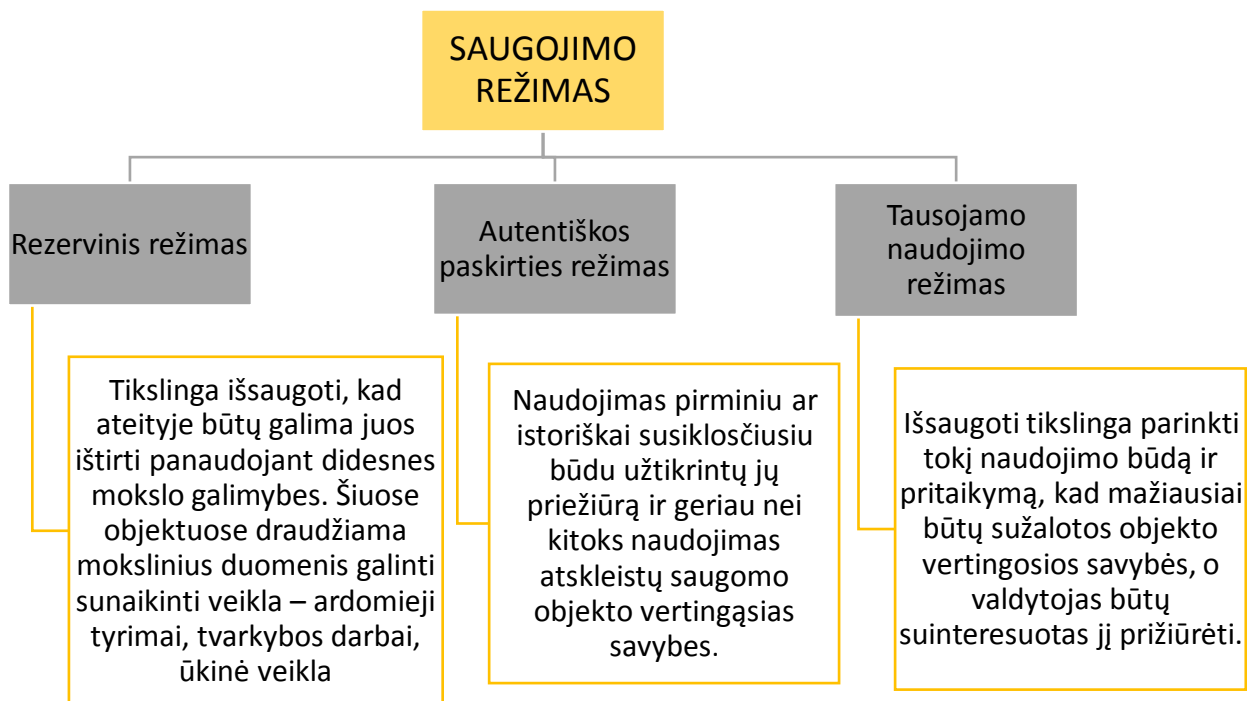 SAUGOJIMO
REŽIMAS
Rezervinis režimas
Autentiškos
paskirties režimas
Tausojamo
naudojimo
režimas
Tikslinga išsaugoti, kad
ateityje būtų galima juos
ištirti panaudojant didesnes
mokslo galimybes. Šiuose
objektuose draudžiama
mokslinius duomenis galinti
sunaikinti veikla – ardomieji
tyrimai, tvarkybos darbai,
ūkinė veikla
Naudojimas pirminiu ar
istoriškai susiklosčiusiu
būdu užtikrintų jų
priežiūrą ir geriau nei
kitoks naudojimas
atskleistų saugomo
objekto vertingąsias
savybes.
Išsaugoti tikslinga parinkti
tokį naudojimo būdą ir
pritaikymą, kad mažiausiai
būtų sužalotos objekto
vertingosios savybės, o
valdytojas būtų
suinteresuotas jį prižiūrėti.